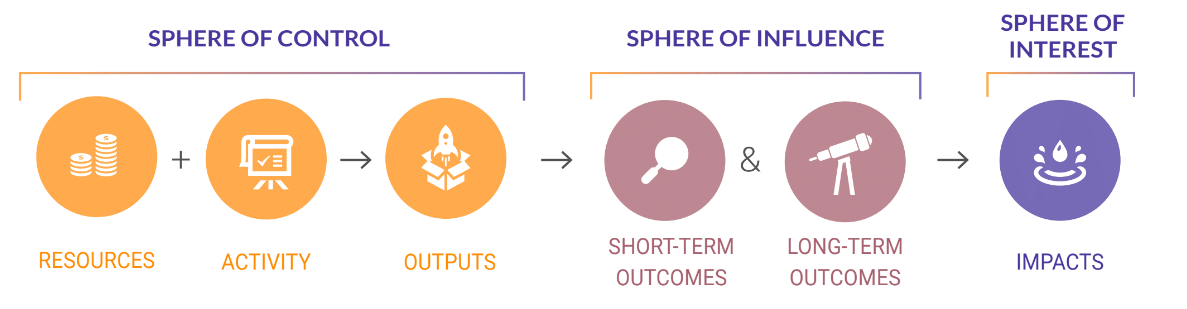 SPHERE OF CONTROL
SPHERE OF INFLUENCE
SPHERE OF
INTEREST
+
&
RESOURCES
ACTIVITY
OUTPUTS
SHORT-TERM
OUTCOMES
LONG-TERM
OUTCOMES
IMPACTS